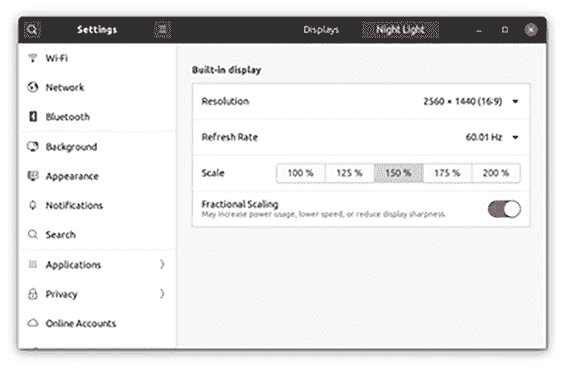 Settings
Displays
Night Light
Wi-Fi
Network
Bluetooth
Background
Appearance
Notifications
Search
Applications
Privacy
Online Accounts
Built-in display
Resolution
2560 × 1440 (16:9)
Refresh Rate
60.01 Hz
Scale
100 %
125 %
150 %
175 %
200 %
Fractional Scaling
May increase power usage, lower speed, or reduce display sharpness.